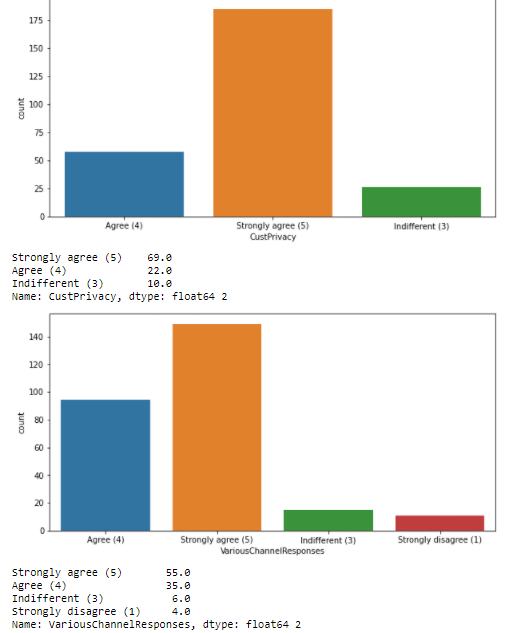 175
150
125
100
75
50
25
0
count
Agree (4) Strongly agree (5) Indifferent (3)
CustPrivacy
Strongly agree (5) 69.0
Agree (4) 22.0
Indifferent (3) 10.0
Name: CustPrivacy, dtype: float64 2
140
120
100
80
60
40
20
0
count
Agree (4) Strongly agree (5) Indifferent (3) Strongly disagree (1)
VariousChannelResponses
Strongly agree (5) 55.0
Agree (4) 35.0
Indifferent (3) 6.0
Strongly disagree (1) 4.0
Name: VariousChannelResponses, dtype: float64 2